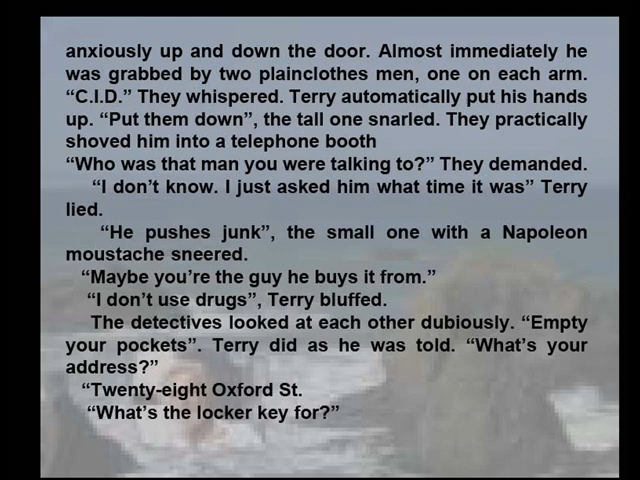 anxiously up and down the door. Almost immediately he
was grabbed by two plainclothes men, one on each arm.
“C.I.D.” They whispered. Terry automatically put his hands
up. “Put them down”, the tall one snarled. They practically
shoved him into a telephone booth
“Who was that man you were talking to?” They demanded.
“I don’t know. I just asked him what time it was” Terry
lied.
“He pushes junk”, the small one with a Napoleon
moustache sneered.
“Maybe you’re the guy he buys it from.”
“I don’t use drugs”, Terry bluffed.
The detectives looked at each other dubiously. “Empty
your pockets”. Terry did as he was told. “What’s your
address?”
“Twenty-eight Oxford St.
“What’s the locker key for?”